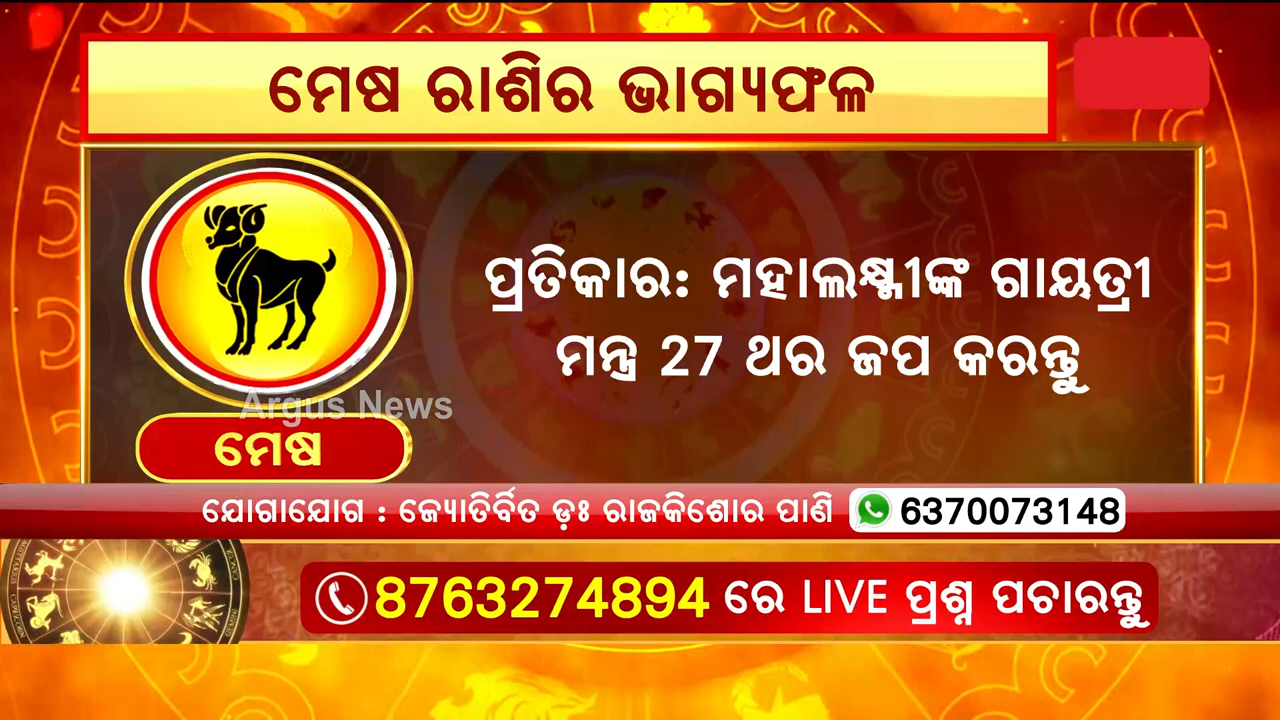 ମେଷ ରାଶିର ଭାଗ୍ୟଫଳ
ପ୍ରତିକାର: ମହାଲକ୍ଷ୍ମୀଙ୍କ ଗାୟତ୍ରୀ
ମନ୍ତ୍ର 27 ଥର ଜପ କରନ୍ତୁ
Argus News
ମେଷ
ଯୋଗାଯୋଗ : ଜ୍ୟୋତିର୍ବିତ ଡ଼ଃ ରାଜକିଶୋର ପାଣି 6370073148
8763274894 ରେ LIVE ପ୍ରଶ୍ନ ପଚାରନ୍ତୁ